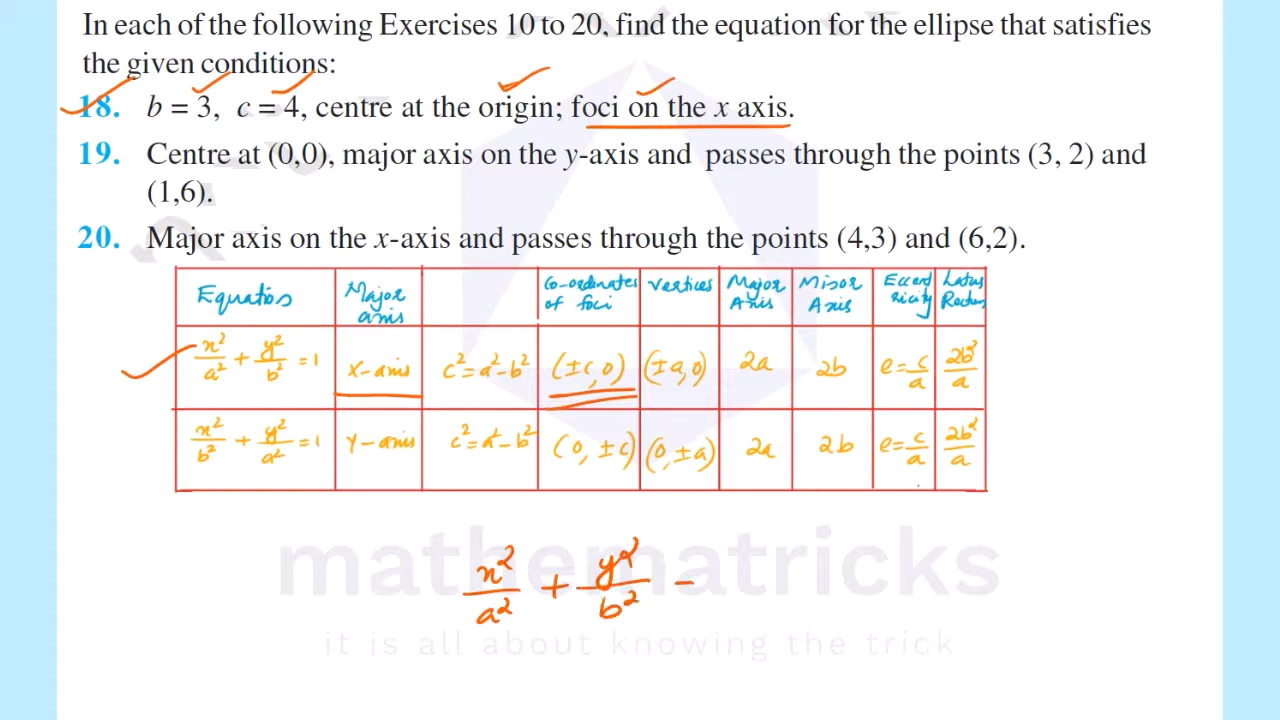 In each of the following Exercises 10 to 20, find the equation for the ellipse that satisfies
the given conditions:
18. b = 3, c = 4, centre at the origin; foci on the x axis.
19. Centre at (0,0), major axis on the y-axis and passes through the points (3, 2) and
(1,6).
20. Major axis on the x-axis and passes through the points (4,3) and (6,2).
Equation | Major axis | | Co-ordinates of foci | Vertices | Major Axis | Minor Axis | Eccentricity | Latus Rectum
x²/a² + y²/b² = 1 | X-axis | c² = a² - b² | (±c, 0) | (±a, 0) | 2a | 2b | e = c/a | 2b²/a
x²/b² + y²/a² = 1 | Y-axis | c² = a² - b² | (0, ±c) | (0, ±a) | 2a | 2b | e = c/a | 2b²/a
x²/a² + y²/b² =
mathematricks
it is all about knowing the trick